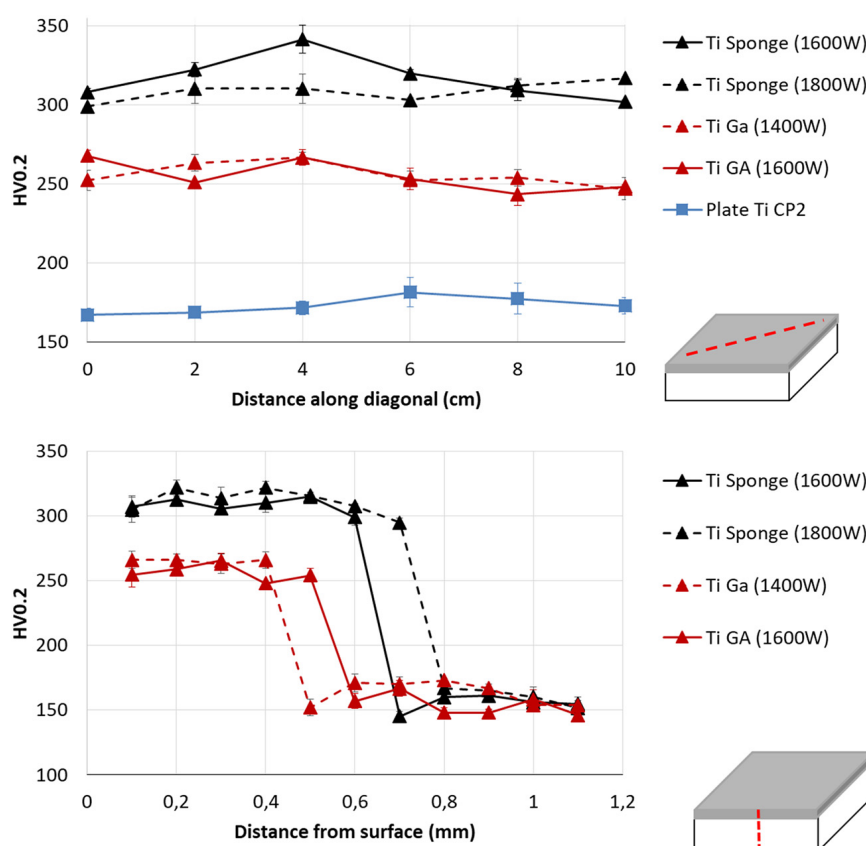 350
300
250
200
150
HV0.2
0 2 4 6 8 10
Distance along diagonal (cm)
Ti Sponge (1600W)
Ti Sponge (1800W)
Ti Ga (1400W)
Ti GA (1600W)
Plate Ti CP2
350
300
250
200
150
100
HV0.2
0 0,2 0,4 0,6 0,8 1 1,2
Distance from surface (mm)
Ti Sponge (1600W)
Ti Sponge (1800W)
Ti Ga (1400W)
Ti GA (1600W)